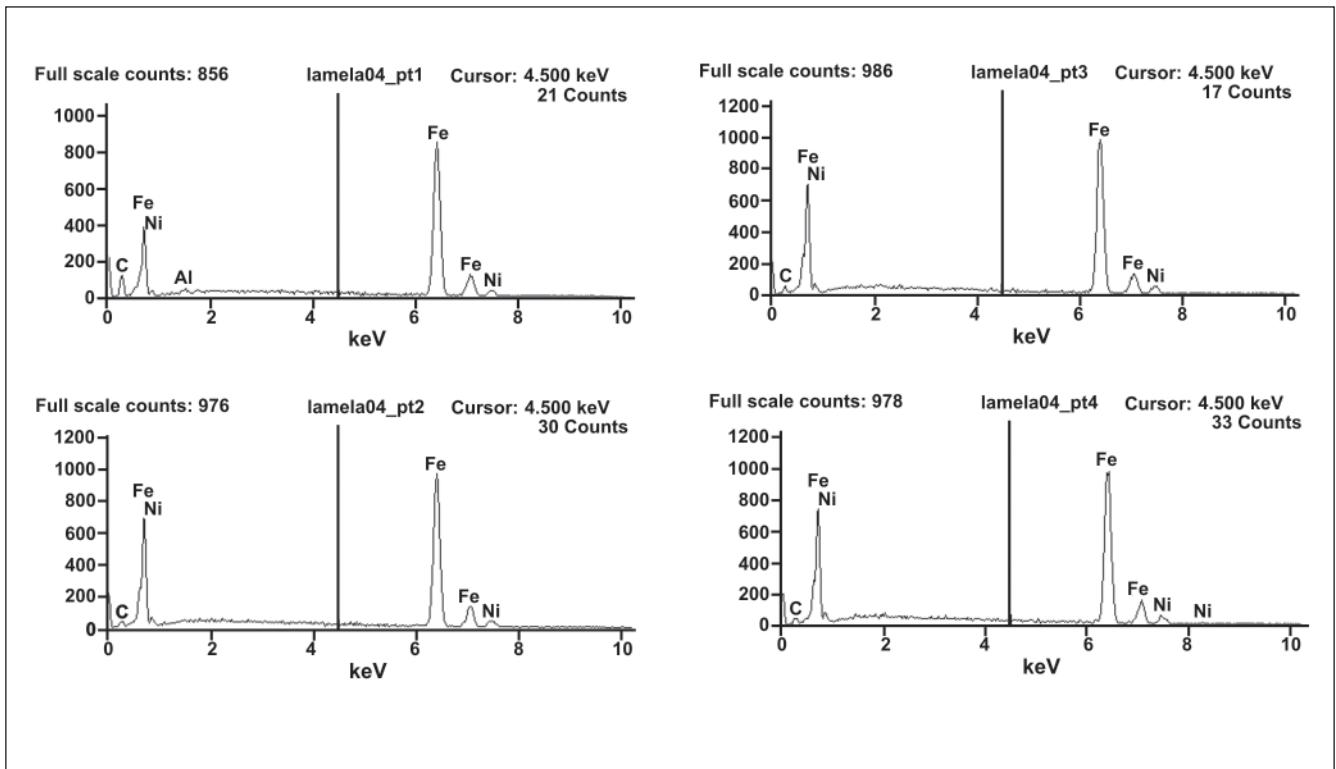 Full scale counts: 856 lamela04_pt1 Cursor: 4.500 keV
21 Counts
1000
800
600
400
200
0
Fe
Ni
C
Al
Fe
Fe
Ni
0 2 4 6 8 10
keV
Full scale counts: 986 lamela04_pt3 Cursor: 4.500 keV
17 Counts
1200
1000
800
600
400
200
0
Fe
Ni
C
Fe
Fe
Ni
0 2 4 6 8 10
keV
Full scale counts: 976 lamela04_pt2 Cursor: 4.500 keV
30 Counts
1200
1000
800
600
400
200
0
Fe
Ni
C
Fe
Fe
Ni
0 2 4 6 8 10
keV
Full scale counts: 978 lamela04_pt4 Cursor: 4.500 keV
33 Counts
1200
1000
800
600
400
200
0
Fe
Ni
C
Fe
Fe
Ni Ni
0 2 4 6 8 10
keV